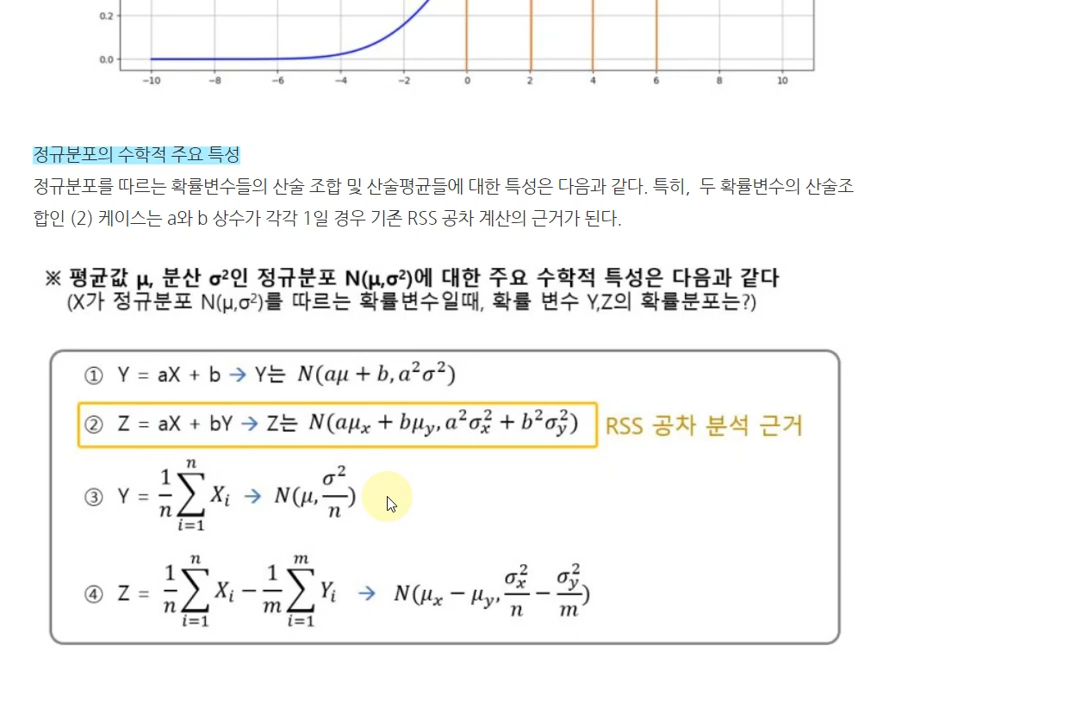 0.2
0.0
−10 −8 −6 −4 −2 0 2 4 6 8 10
정규분포의 수학적 주요 특성
정규분포를 따르는 확률변수들의 산술 조합 및 산술평균들에 대한 특성은 다음과 같다. 특히, 두 확률변수의 산술조
합인 (2) 케이스는 a와 b 상수가 각각 1일 경우 기존 RSS 공차 계산의 근거가 된다.
※ 평균값 μ, 분산 σ²인 정규분포 N(μ,σ²)에 대한 주요 수학적 특성은 다음과 같다
(X가 정규분포 N(μ,σ²)를 따르는 확률변수일때, 확률 변수 Y,Z의 확률분포는?)
① Y = aX + b → Y는 N(aμ + b, a²σ²)
② Z = aX + bY → Z는 N(aμₓ + bμ_y, a²σₓ² + b²σ_y²) RSS 공차 분석 근거
③ Y = 1/n ∑_{i=1}^{n} X_i → N(μ, σ²/n)
④ Z = 1/n ∑_{i=1}^{n} X_i − 1/m ∑_{i=1}^{m} Y_i → N(μₓ − μ_y, σₓ²/n − σ_y²/m)